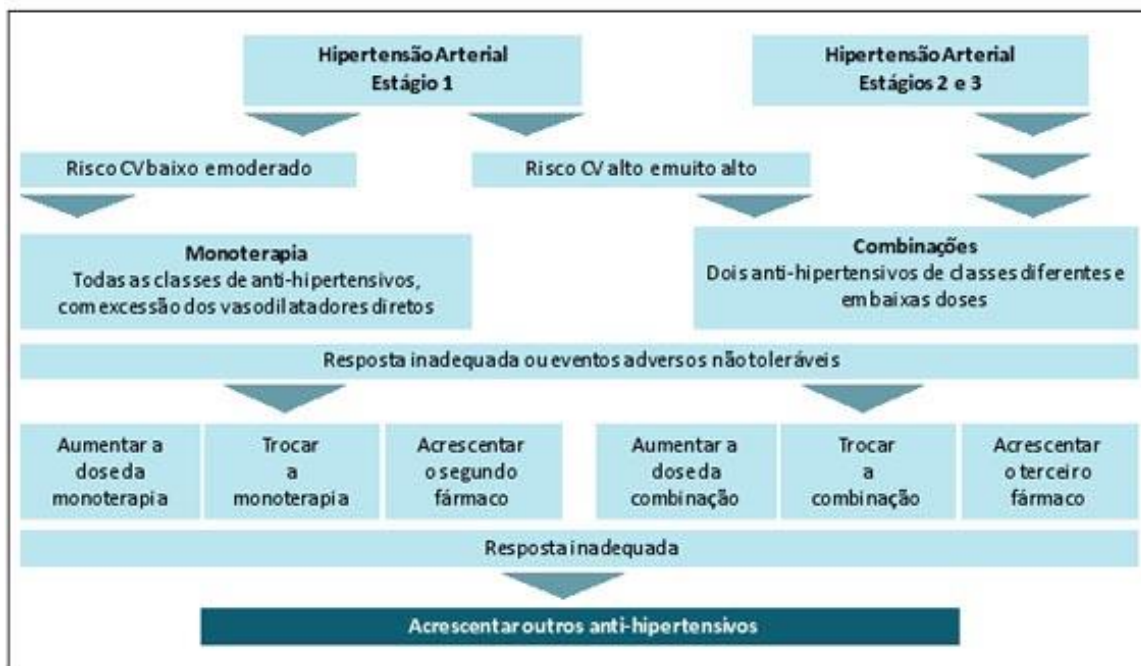 Hipertensão Arterial
Estágio 1
Hipertensão Arterial
Estágios 2 e 3
Risco CV baixo e moderado
Risco CV alto e muito alto
Monoterapia
Todas as classes de anti-hipertensivos,
com excessão dos vasodilatadores diretos
Combinações
Dois anti-hipertensivos de classes diferentes e
em baixas doses
Resposta inadequada ou eventos adversos não toleráveis
Aumentar a
dose da
monoterapia
Trocar
a
monoterapia
Acrescentar
o segundo
fármaco
Aumentar a
dose da
combinação
Trocar
a
combinação
Acrescentar
o terceiro
fármaco
Resposta inadequada
Acrescentar outros anti-hipertensivos